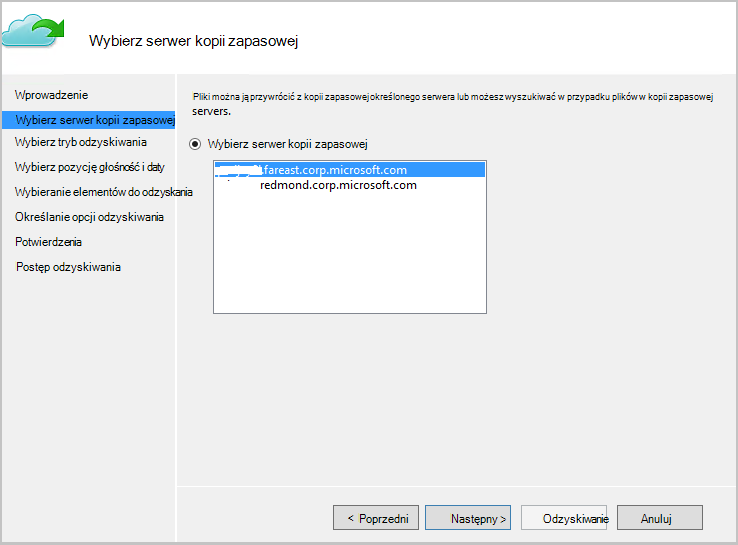 Wybierz serwer kopii zapasowej
Wprowadzenie
Wybierz serwer kopii zapasowej
Wybierz tryb odzyskiwania
Wybierz pozycję głośność i daty
Wybieranie elementów do odzyskania
Określanie opcji odzyskiwania
Potwierdzenia
Postęp odzyskiwania
Pliki można ją przywrócić z kopii zapasowej określonego serwera lub możesz wyszukiwać w przypadku plików w kopii zapasowej
servers.
Wybierz serwer kopii zapasowej
.fareast.corp.microsoft.com
redmond.corp.microsoft.com
< Poprzedni
Następny >
Odzyskiwanie
Anuluj